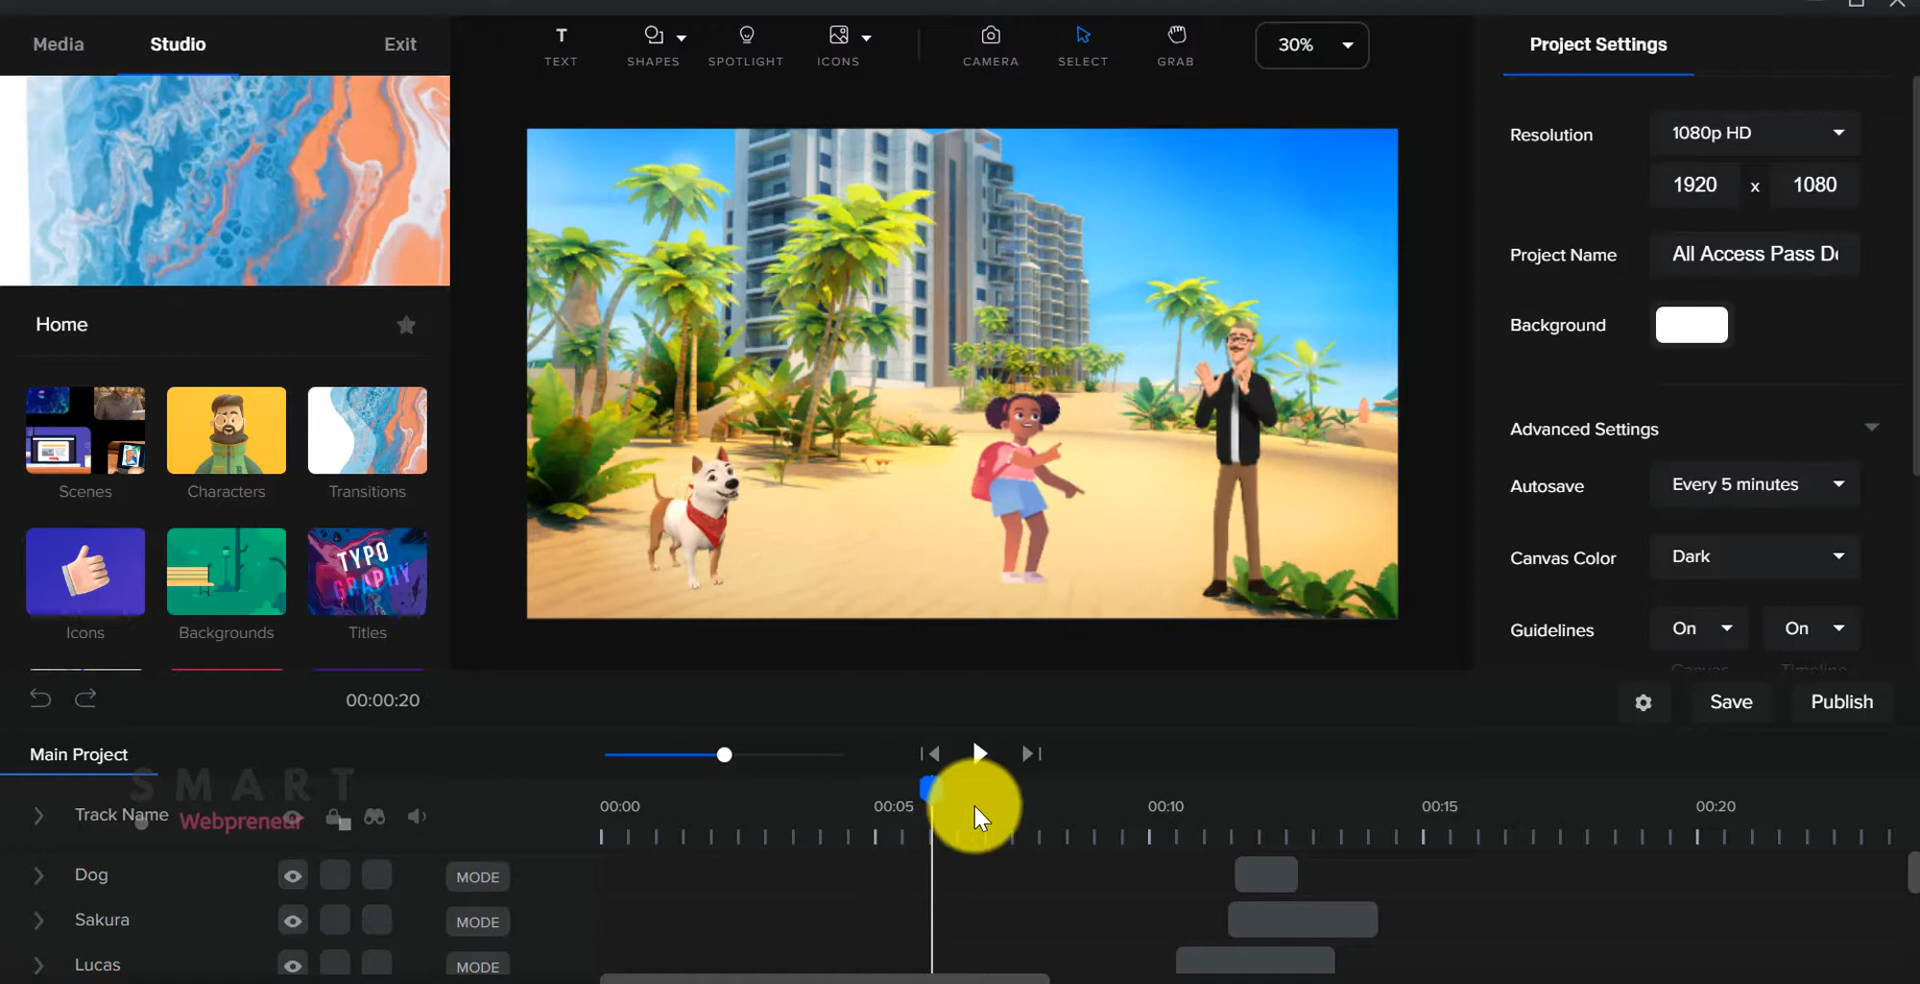 Media
Studio
Exit
TEXT
SHAPES
SPOTLIGHT
ICONS
CAMERA
SELECT
GRAB
30%
Project Settings
Resolution
1080p HD
1920 x 1080
Project Name
All Access Pass De
Background
Advanced Settings
Autosave
Every 5 minutes
Canvas Color
Dark
Guidelines
On
On
Canvas
Timeline
Home
Scenes
Characters
Transitions
TYPO
GRAPHY
Icons
Backgrounds
Titles
00:00:20
Save
Publish
Main Project
SMART
Webpreneur
Track Name
00:00
00:05
00:10
00:15
00:20
Dog
MODE
Sakura
MODE
Lucas
MODE